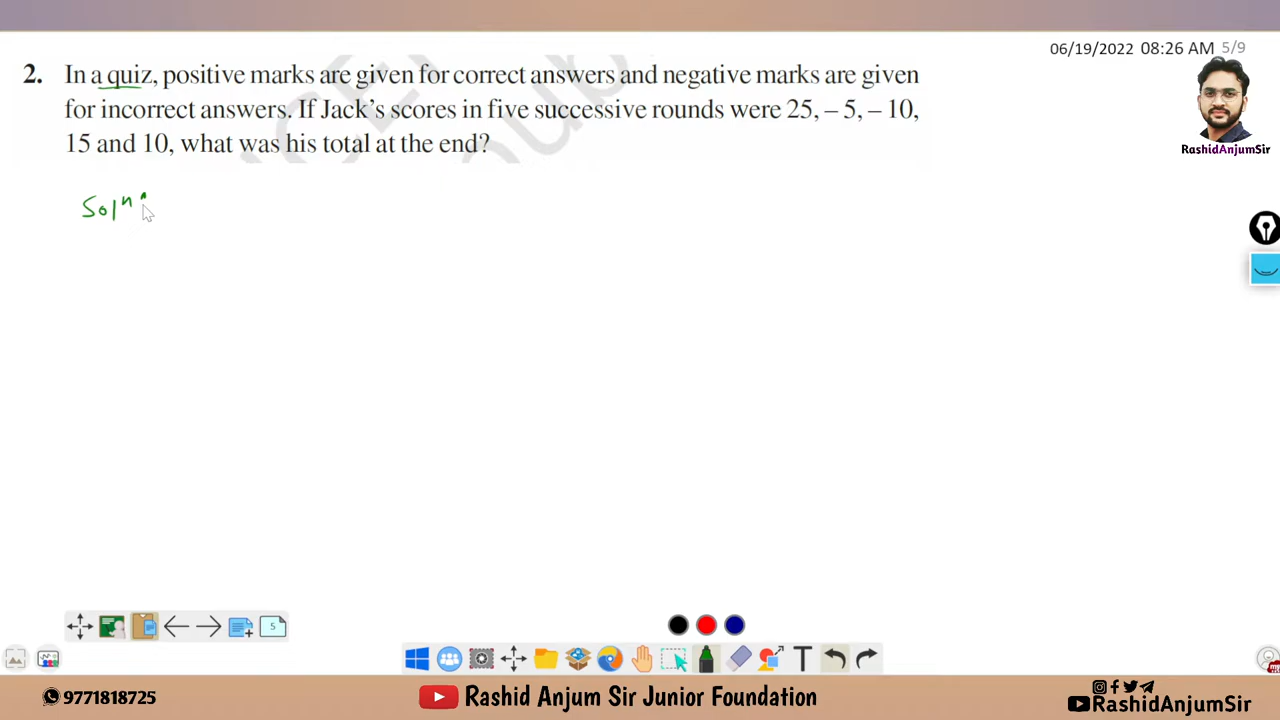 06/19/2022 08:26 AM 5/9
2. In a quiz, positive marks are given for correct answers and negative marks are given
for incorrect answers. If Jack's scores in five successive rounds were 25, – 5, – 10,
15 and 10, what was his total at the end?
RashidAnjumSir
Solⁿ
5
T
9771818725
Rashid Anjum Sir Junior Foundation
RashidAnjumSir